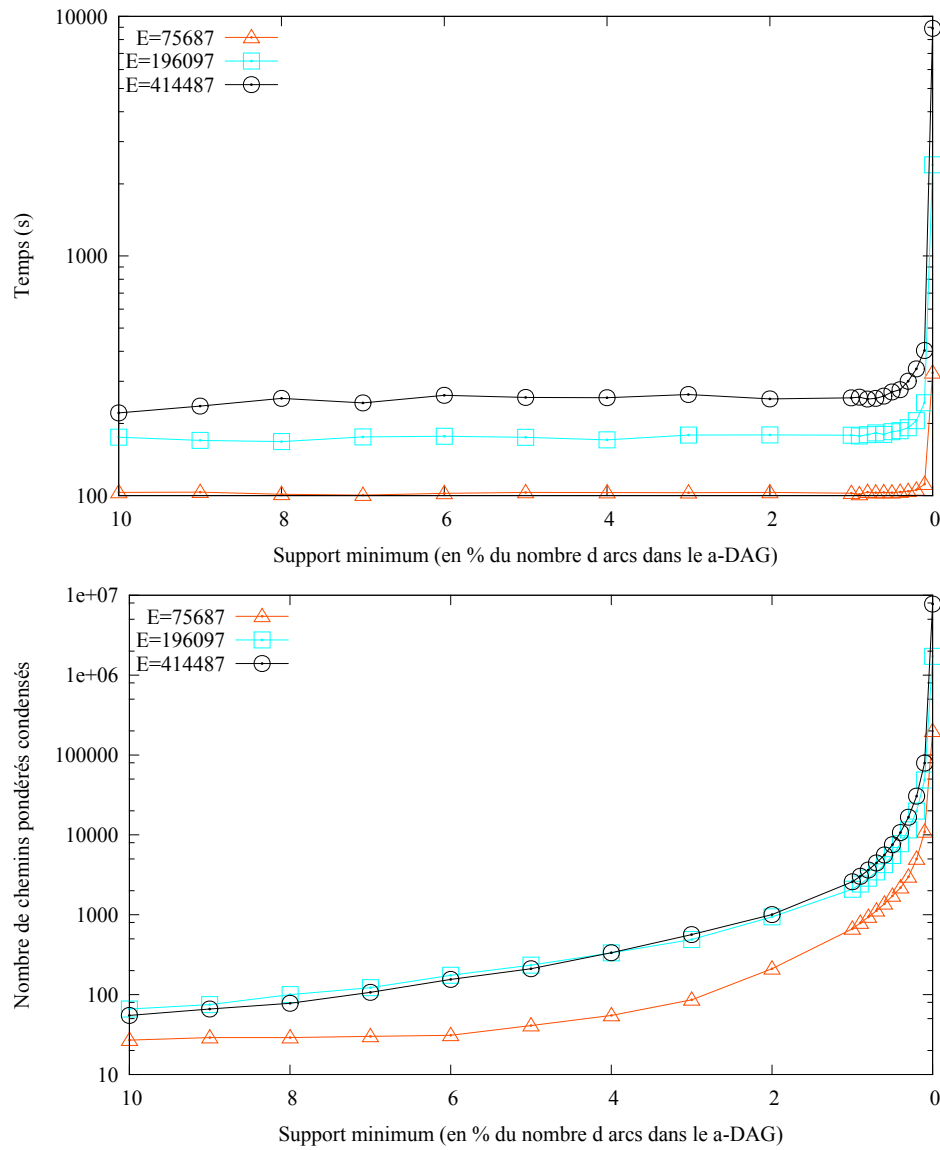 10000
E=75687
E=196097
E=414487
1000
100
Temps (s)
10
8
6
4
2
0
Support minimum (en % du nombre d arcs dans le a-DAG)
1e+07
E=75687
E=196097
E=414487
1e+06
100000
10000
1000
100
10
Nombre de chemins pondérés condensés
10
8
6
4
2
0
Support minimum (en % du nombre d arcs dans le a-DAG)